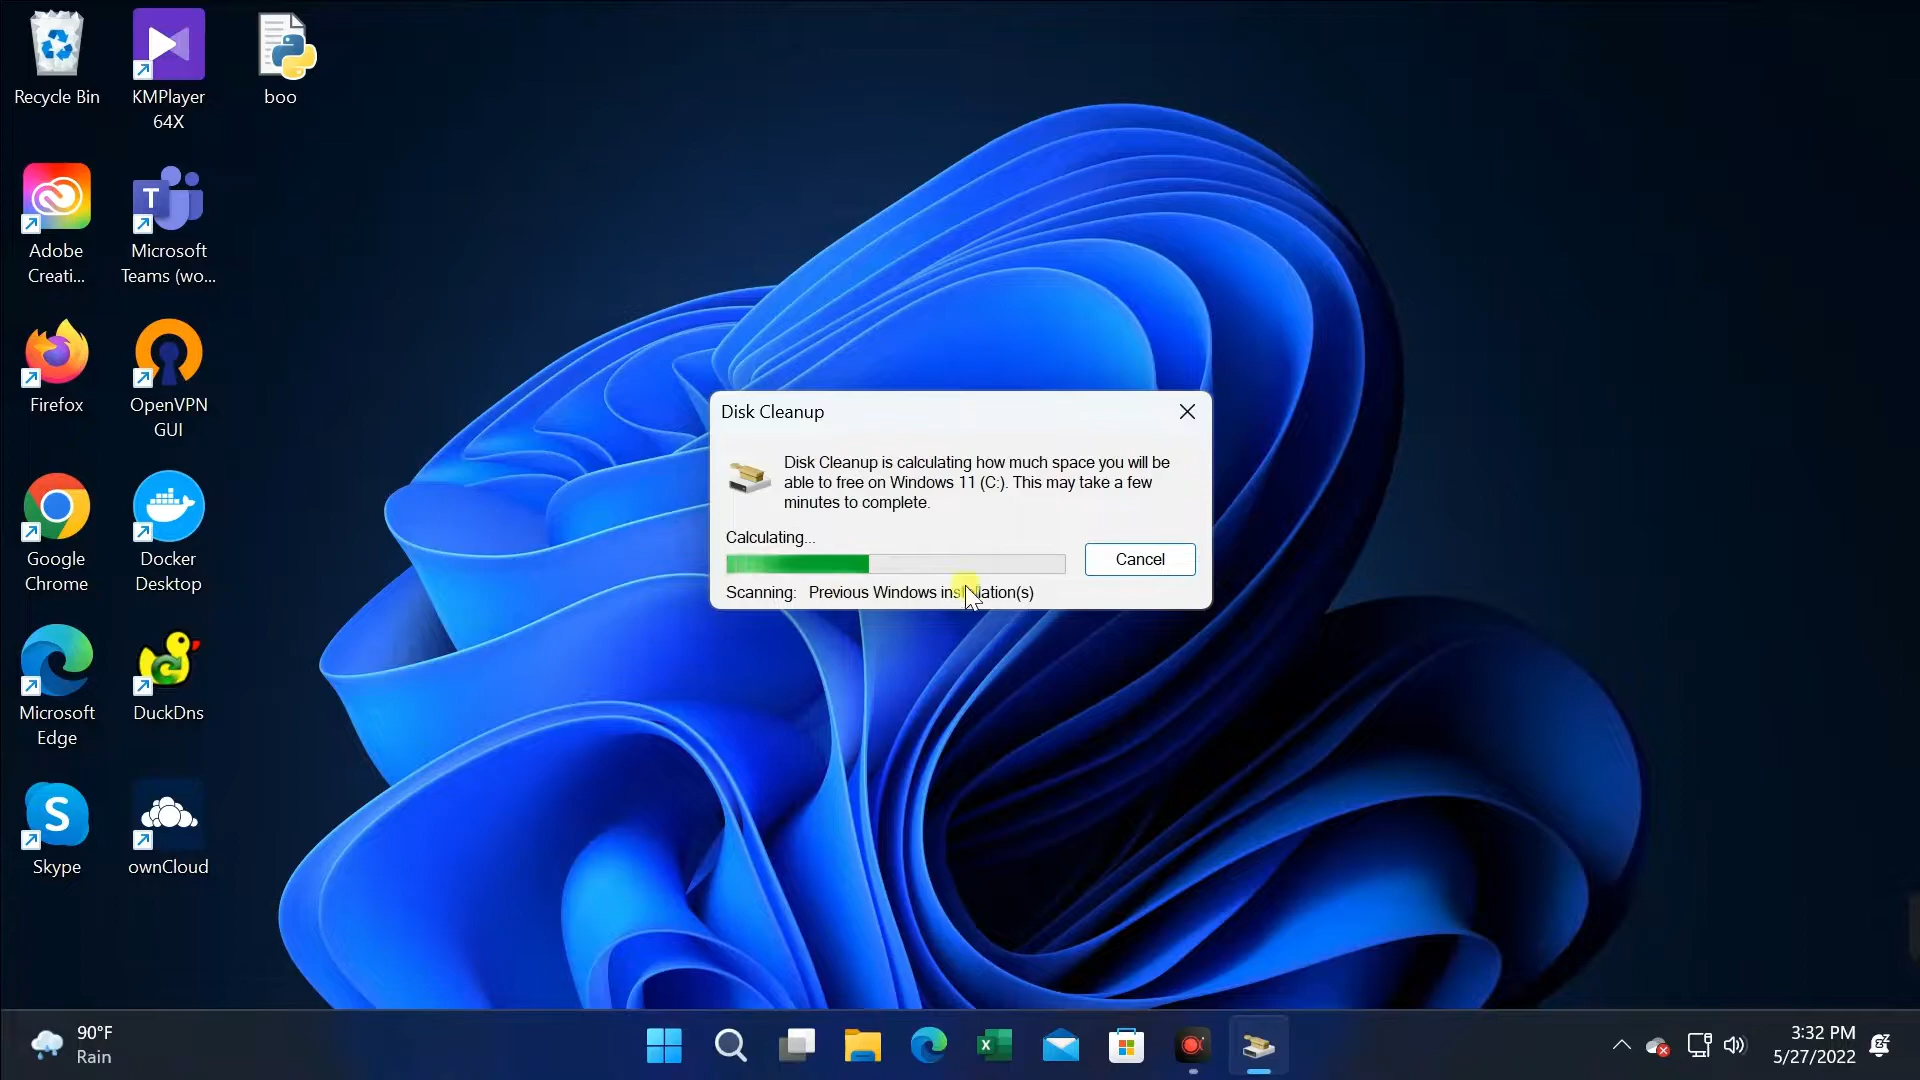 Recycle Bin
KMPlayer
64X
boo
Adobe
Creati...
Microsoft
Teams (wo...
Firefox
OpenVPN
GUI
Google
Chrome
Docker
Desktop
Microsoft
Edge
DuckDns
Skype
ownCloud
Disk Cleanup
Disk Cleanup is calculating how much space you will be
able to free on Windows 11 (C:). This may take a few
minutes to complete.
Calculating...
Cancel
Scanning: Previous Windows installation(s)
90°F
Rain
3:32 PM
5/27/2022